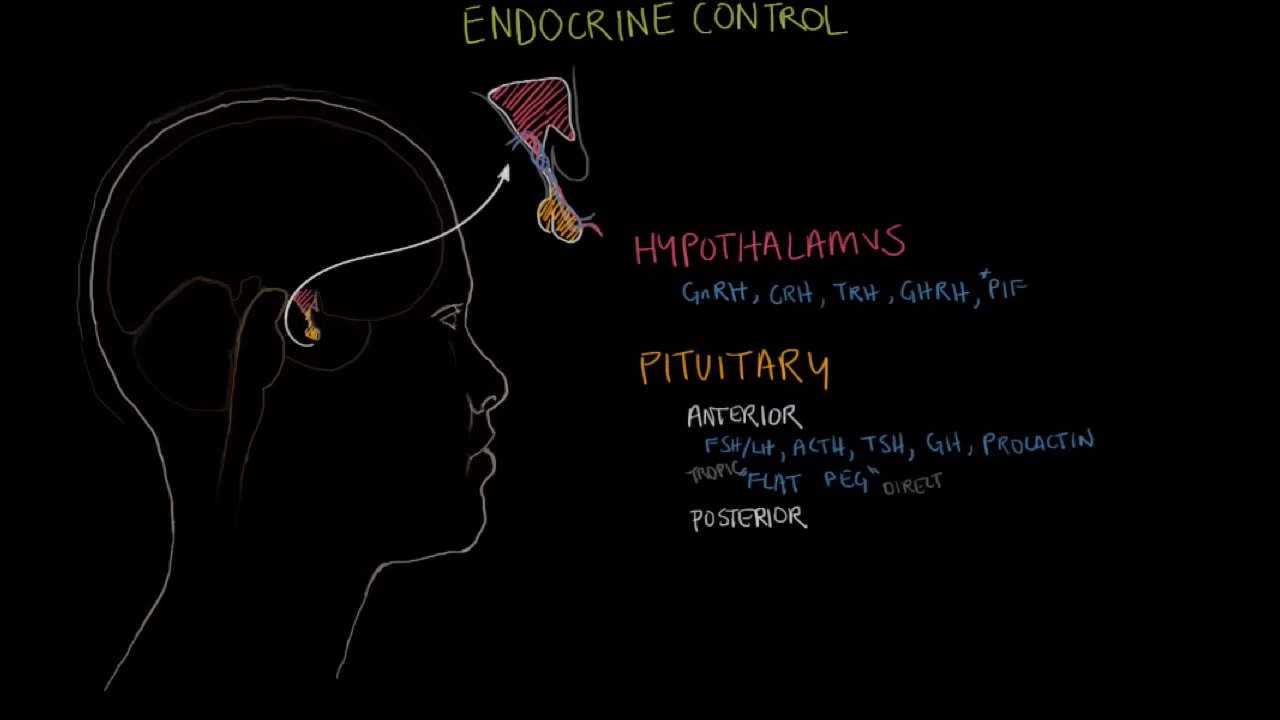 ENDOCRINE CONTROL
HYPOTHALAMUS
GnRH, CRH, TRH, GHRH, *PIF
PITUITARY
ANTERIOR
FSH/LH, ACTH, TSH, GH, PROLACTIN
TROPIC "FLAT PEG" DIRECT
POSTERIOR